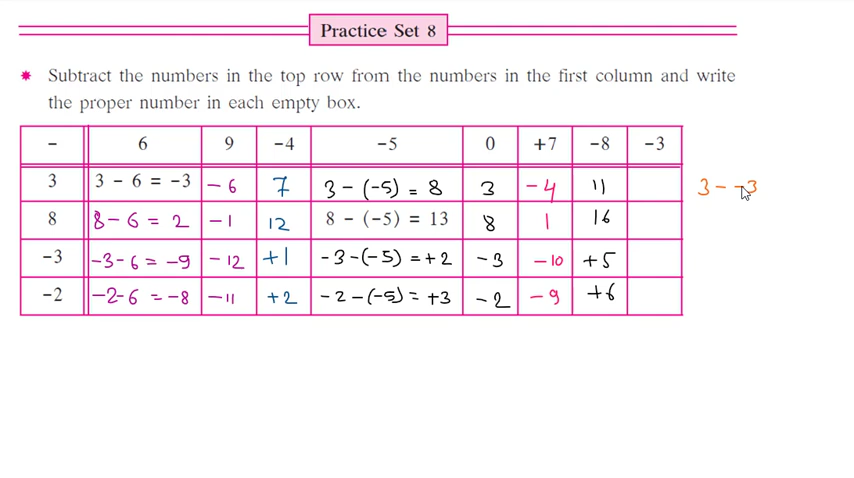 Practice Set 8
* Subtract the numbers in the top row from the numbers in the first column and write
the proper number in each empty box.
– 6 9 -4 -5 0 +7 -8 -3
3 3 - 6 = -3 -6 7 3 - (-5) = 8 3 -4 11 3 - -3
8 8 - 6 = 2 -1 12 8 - (-5) = 13 8 1 16
-3 -3 - 6 = -9 -12 +1 -3 - (-5) = +2 -3 -10 +5
-2 -2 - 6 = -8 -11 +2 -2 - (-5) = +3 -2 -9 +6